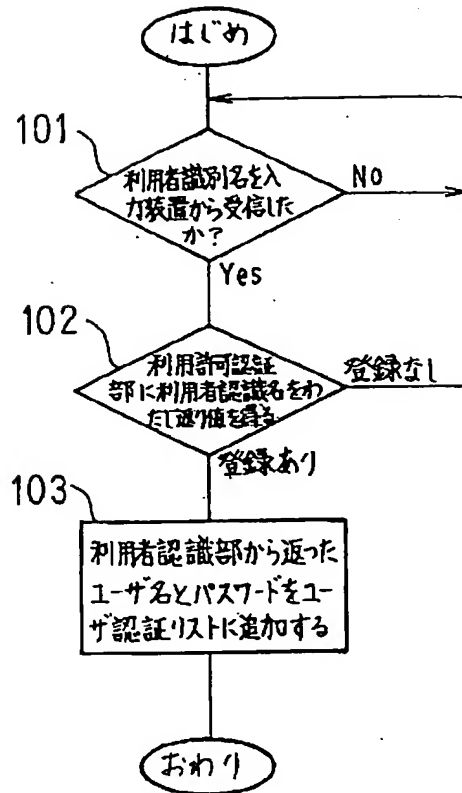 はじめ
101
利用者識別名を入
力装置から受信した
か?
NO
Yes
102
利用許可認証
部に利用者認識名をわ
たし返り値を得る
登録なし
登録あり
103
利用者認識部から返った
ユーザ名とパスワードをユー
ザ認証リストに追加する
おわり